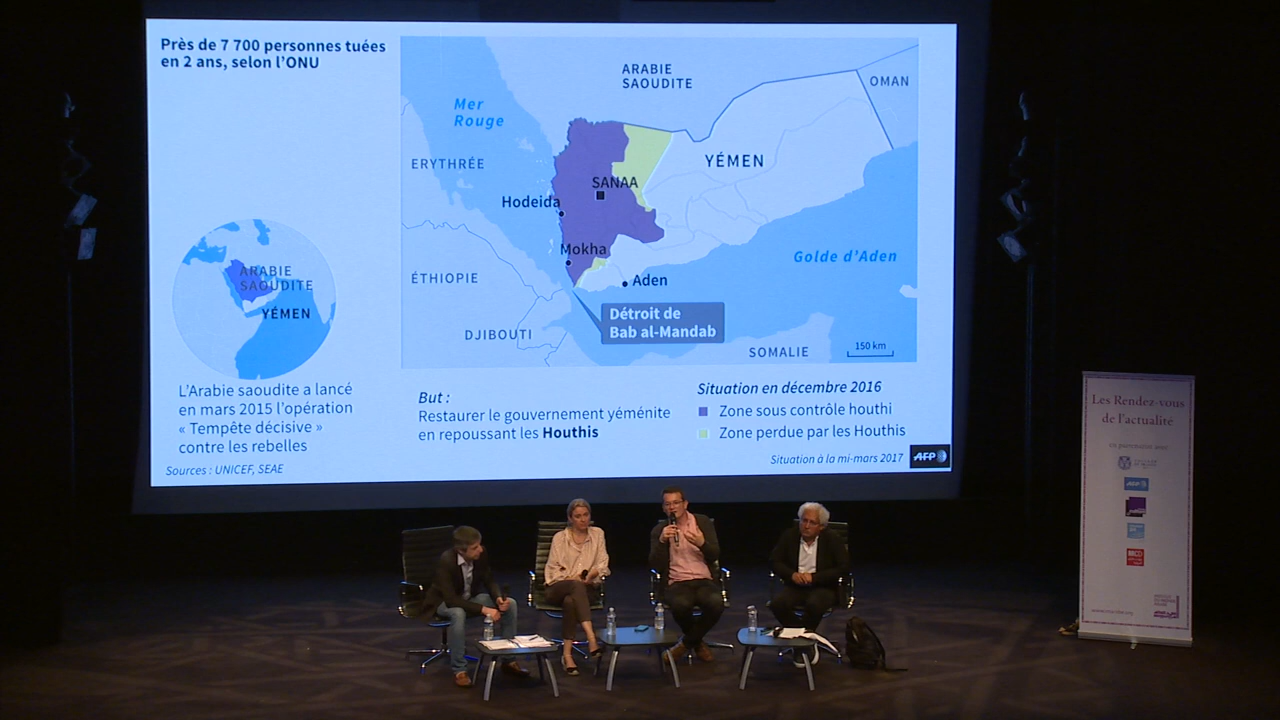 Près de 7 700 personnes tuées
en 2 ans, selon l'ONU
ARABIE
SAOUDITE
OMAN
Mer
Rouge
ERYTHRÉE
YÉMEN
SANAA
Hodeida
Mokha
Golde d'Aden
ÉTHIOPIE
Aden
Détroit de
Bab al-Mandab
DJIBOUTI
SOMALIE
150 km
ARABIE
SAOUDITE
YÉMEN
L'Arabie saoudite a lancé
en mars 2015 l'opération
« Tempête décisive »
contre les rebelles
Sources : UNICEF, SEAE
But :
Restaurer le gouvernement yéménite
en repoussant les Houthis
Situation en décembre 2016
Zone sous contrôle houthi
Zone perdue par les Houthis
Situation à la mi-mars 2017
AFP
Les Rendez-vous
de l'actualité
en partenariat avec
AFP